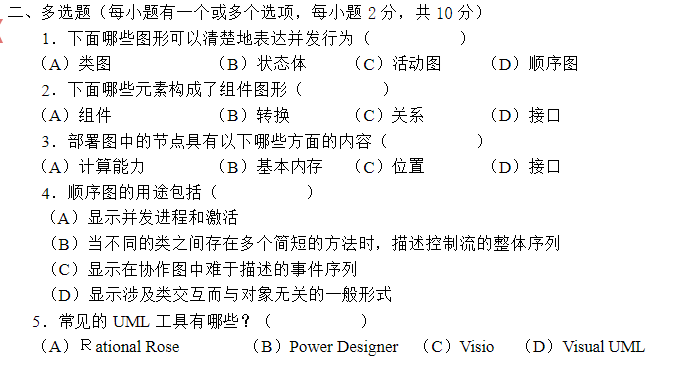 二、多选题（每小题有一个或多个选项，每小题 2 分，共 10 分）
1．下面哪些图形可以清楚地表达并发行为（ ）
（A）类图 （B）状态体 （C）活动图 （D）顺序图
2．下面哪些元素构成了组件图形（ ）
（A）组件 （B）转换 （C）关系 （D）接口
3．部署图中的节点具有以下哪些方面的内容（ ）
（A）计算能力 （B）基本内存 （C）位置 （D）接口
4．顺序图的用途包括（ ）
（A）显示并发进程和激活
（B）当不同的类之间存在多个简短的方法时，描述控制流的整体序列
（C）显示在协作图中难于描述的事件序列
（D）显示涉及类交互而与对象无关的一般形式
5．常见的 UML 工具有哪些？（ ）
（A）Ｒational Rose （B）Power Designer （C）Visio （D）Visual UML